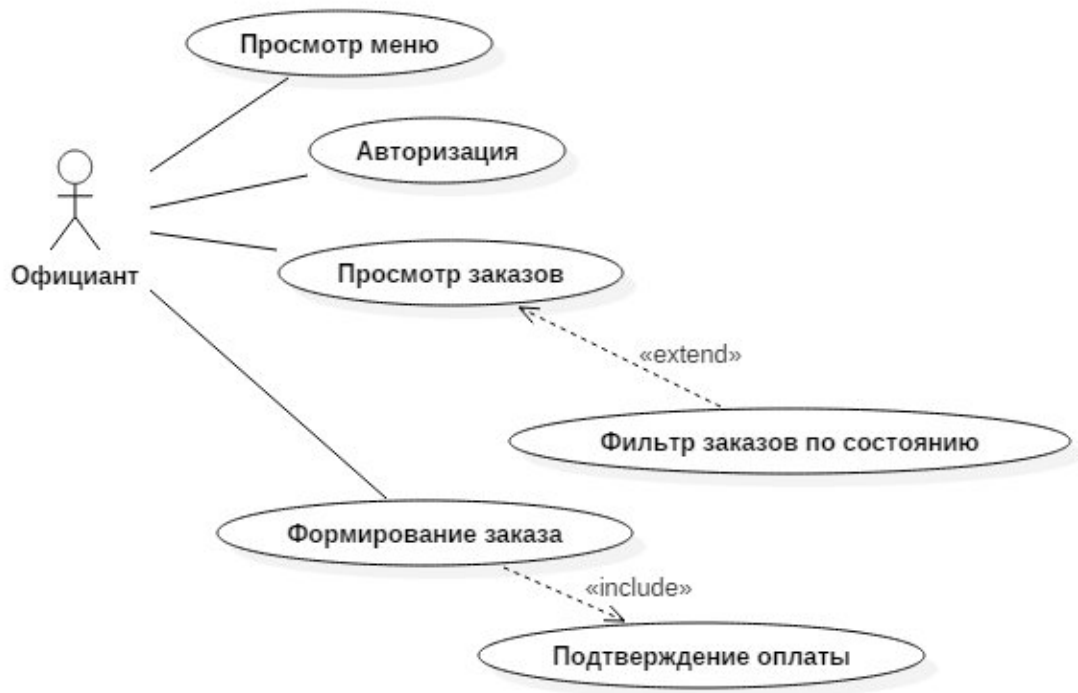 Просмотр меню
Авторизация
Просмотр заказов
Официант
«extend»
Фильтр заказов по состоянию
Формирование заказа
«include»
Подтверждение оплаты